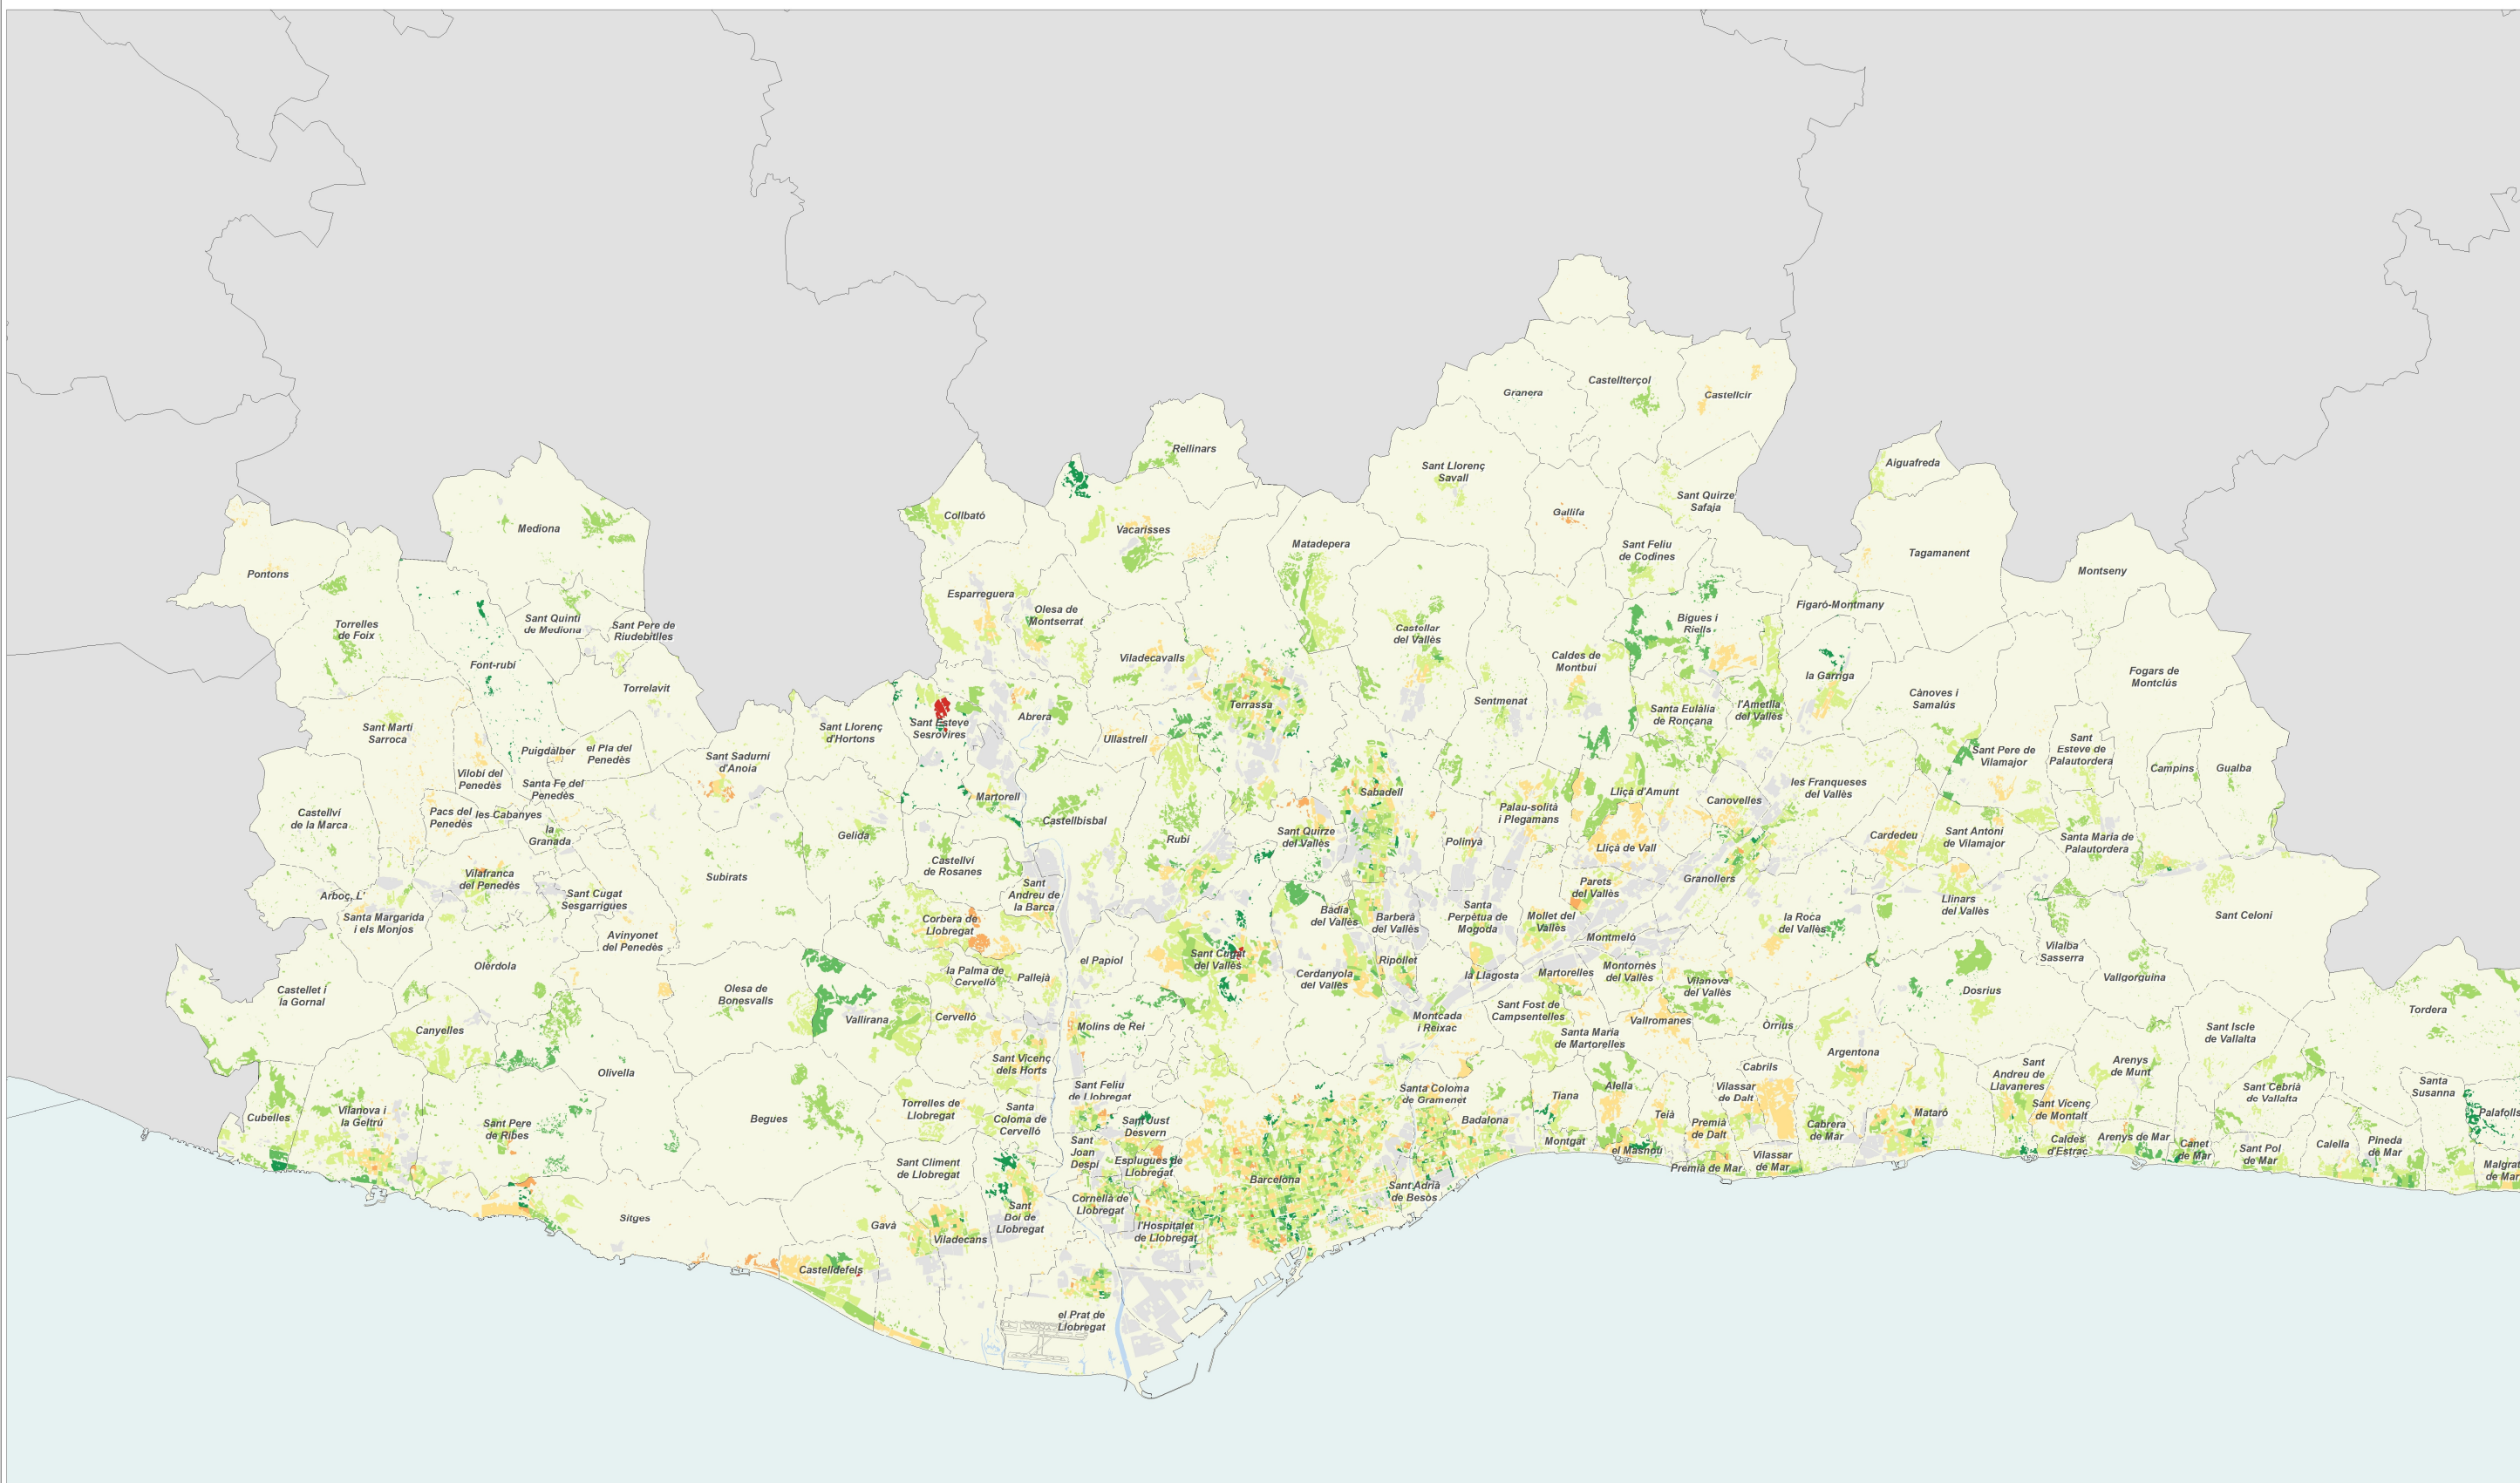 Castellterçol
Granera
Castellcir
Rellinars
Aiguafreda
Sant Llorenç
Savall
Sant Quirze
Safaja
Collbató
Gallifa
Mediona
Vacarisses
Matadepera
Sant Feliu
de Codines
Tagamanent
Montseny
Pontons
Esparreguera
Figaró-Montmany
Olesa de
Montserrat
Torrelles
de Foix
Sant Quintí
de Mediona
Sant Pere de
Riudebitlles
Castellar
del Vallès
Bigues i
Riells
Font-rubí
Viladecavalls
Caldes de
Montbui
la Garriga
Fogars de
Montclús
Torrelavit
Terrassa
Sentmenat
Cànoves i
Samalús
Santa Eulàlia
de Ronçana
l'Ametlla
del Vallès
Sant Martí
Sarroca
Sant Llorenç
d'Hortons
Sant Esteve
Sesrovires
Abrera
Ullastrell
Puigdàlber
el Pla del
Penedès
Sant Sadurní
d'Anoia
Sant Pere de
Vilamajor
Sant
Esteve de
Palautordera
Campins
Gualba
Vilobí del
Penedès
Santa Fe del
Penedès
Martorell
Sabadell
Lliçà d'Amunt
Canovelles
les Franqueses
del Vallès
Castellví
de la Marca
Pacs del
Penedès
les Cabanyes
la
Granada
Gelida
Castellbisbal
Rubí
Sant Quirze
del Vallès
Palau-solità
i Plegamans
Polinyà
Lliçà de Vall
Cardedeu
Sant Antoni
de Vilamajor
Santa Maria de
Palautordera
Castellví
de Rosanes
Vilafranca
del Penedès
Subirats
Granollers
Arboç, L'
Sant Cugat
Sesgarrigues
Sant
Andreu de
la Barca
Parets
del Vallès
Santa Margarida
i els Monjos
Corbera de
Llobregat
Badia
del Vallès
Barberà
del Vallès
Santa
Perpètua de
Mogoda
Mollet del
Vallès
la Roca
del Vallès
Llinars
del Vallès
Sant Celoni
Avinyonet
del Penedès
Montmeló
Vilalba
Sasserra
Olèrdola
la Palma de
Cervelló
Pallejà
el Papiol
Sant Cugat
del Vallès
Cerdanyola
del Vallès
Ripollet
la Llagosta
Martorelles
Montornès
del Vallès
Vilanova
del Vallès
Vallgorguina
Castellet i
la Gornal
Olesa de
Bonesvalls
Dosrius
Canyelles
Vallirana
Cervelló
Molins de Rei
Montcada
i Reixac
Sant Fost de
Campsentelles
Vallromanes
Òrrius
Tordera
Santa Maria
de Martorelles
Sant Iscle
de Vallalta
Olivella
Sant Vicenç
dels Horts
Argentona
Cabrils
Arenys
de Munt
Sant
Andreu de
Llavaneres
Cubelles
Vilanova i
la Geltrú
Sant Pere
de Ribes
Begues
Torrelles de
Llobregat
Santa
Coloma de
Cervelló
Sant Feliu
de Llobregat
Sant Just
Desvern
Santa Coloma
de Gramenet
Badalona
Tiana
Alella
Teià
Vilassar
de Dalt
Premià
de Dalt
Cabrera
de Mar
Mataró
Sant Vicenç
de Montalt
Sant Cebrià
de Vallalta
Santa
Susanna
Palafolls
Sant
Joan
Despí
Esplugues de
Llobregat
Montgat
el Masnou
Premià de Mar
Vilassar
de Mar
Caldes
d'Estrac
Arenys de Mar
Canet
de Mar
Sant Pol
de Mar
Calella
Pineda
de Mar
Malgrat
de Mar
Sant Climent
de Llobregat
Barcelona
Sant Adrià
de Besòs
Cornellà de
Llobregat
Sitges
Gavà
Viladecans
Sant
Boi de
Llobregat
l'Hospitalet
de Llobregat
Castelldefels
el Prat de
Llobregat